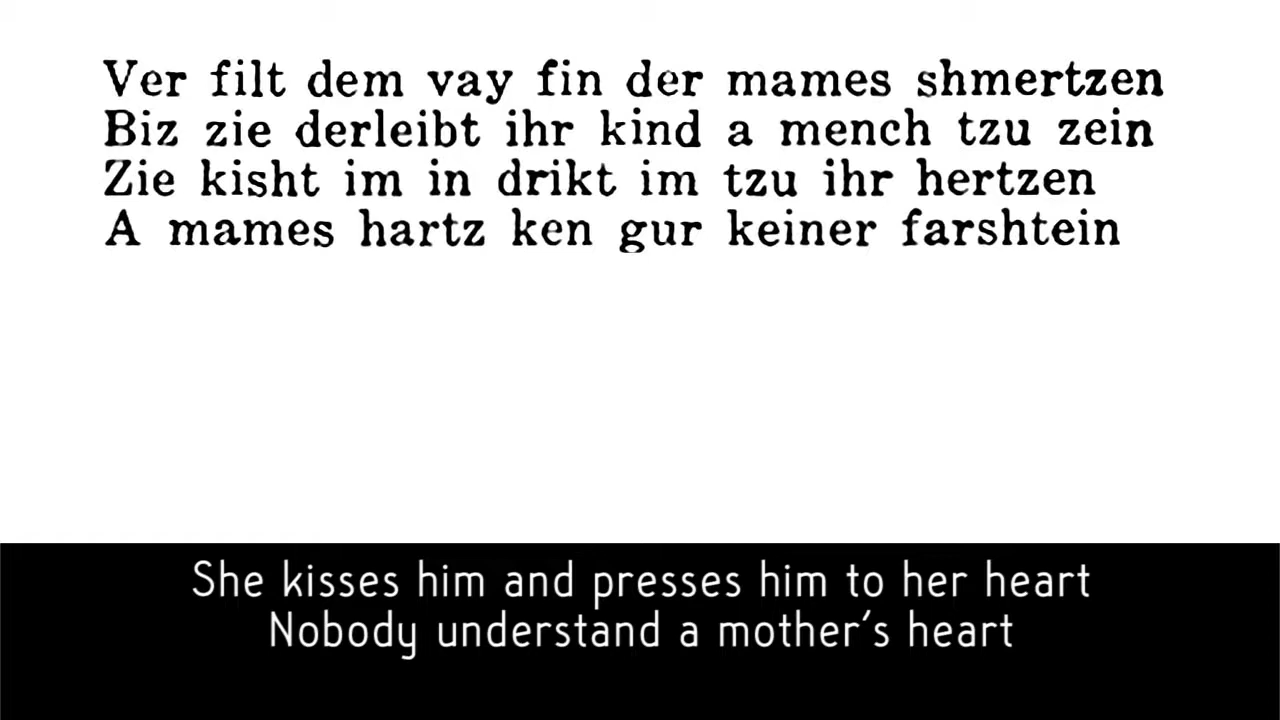 Ver filt dem vay fin der mames shmertzen
Biz zie derleibt ihr kind a mench tzu zein
Zie kisht im in drikt im tzu ihr hertzen
A mames hartz ken gur keiner farshtein
She kisses him and presses him to her heart
Nobody understand a mother's heart